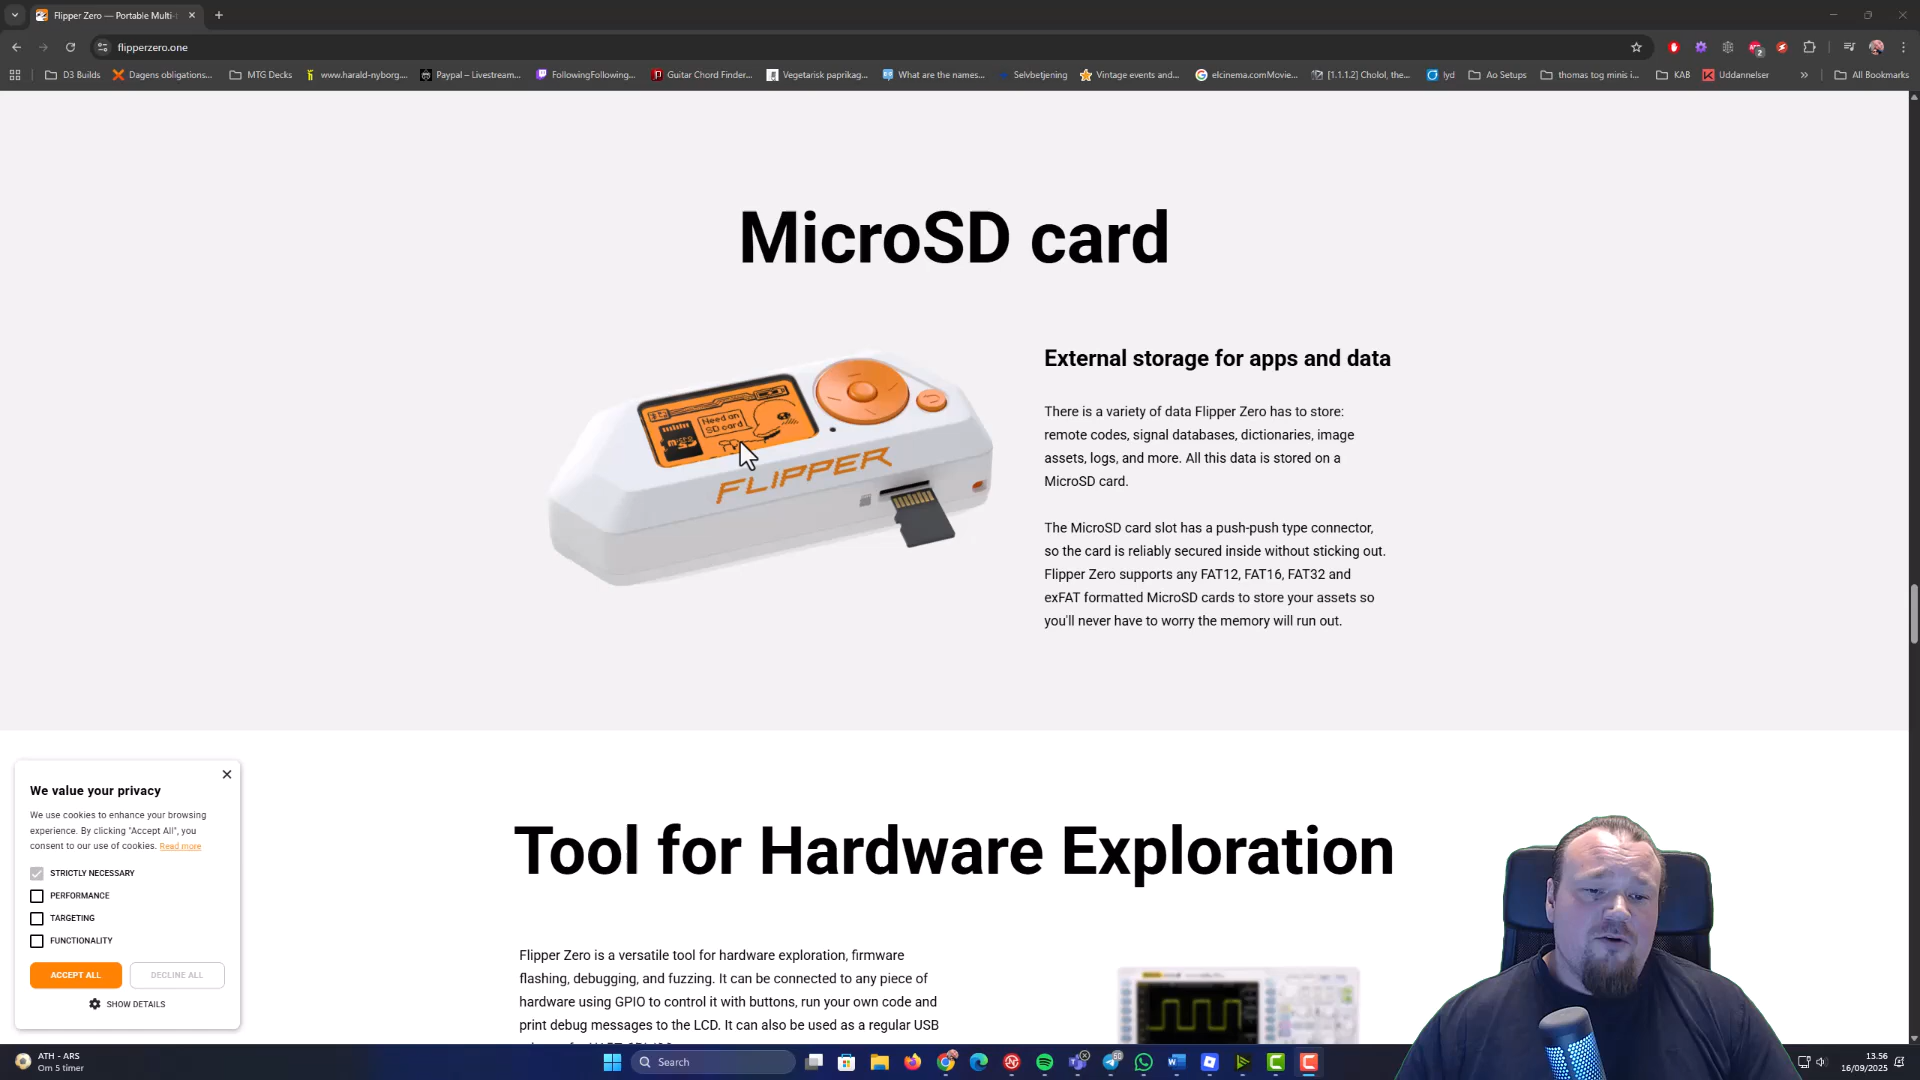 Flipper Zero — Portable Multi-
flipperzero.one
D3 Builds
Dagens obligations...
MTG Decks
www.harald-nyborg....
Paypal – Livestream...
FollowingFollowing...
Guitar Chord Finder...
Vegetarisk paprikag...
What are the names...
Selvbetjening
Vintage events and...
elcinema.comMovie...
[1.1.1.2] Cholol, the...
lyd
Ao Setups
thomas tog minis i...
KAB
Uddannelser
»
All Bookmarks
MicroSD card
Need an
SD card
micro
SD
FLIPPER
External storage for apps and data
There is a variety of data Flipper Zero has to store:
remote codes, signal databases, dictionaries, image
assets, logs, and more. All this data is stored on a
MicroSD card.
The MicroSD card slot has a push-push type connector,
so the card is reliably secured inside without sticking out.
Flipper Zero supports any FAT12, FAT16, FAT32 and
exFAT formatted MicroSD cards to store your assets so
you'll never have to worry the memory will run out.
We value your privacy
We use cookies to enhance your browsing
experience. By clicking "Accept All", you
consent to our use of cookies. Read more
STRICTLY NECESSARY
PERFORMANCE
TARGETING
FUNCTIONALITY
ACCEPT ALL
DECLINE ALL
SHOW DETAILS
Tool for Hardware Exploration
Flipper Zero is a versatile tool for hardware exploration, firmware
flashing, debugging, and fuzzing. It can be connected to any piece of
hardware using GPIO to control it with buttons, run your own code and
print debug messages to the LCD. It can also be used as a regular USB
ATH - ARS
Om 5 timer
Search
13.56
16/09/2025